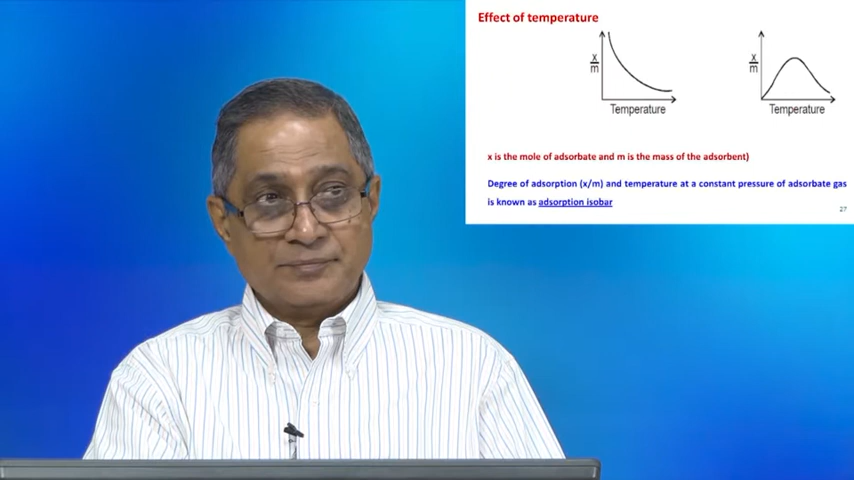 Effect of temperature
x
m
Temperature
x
m
Temperature
x is the mole of adsorbate and m is the mass of the adsorbent)
Degree of adsorption (x/m) and temperature at a constant pressure of adsorbate gas
is known as adsorption isobar
27